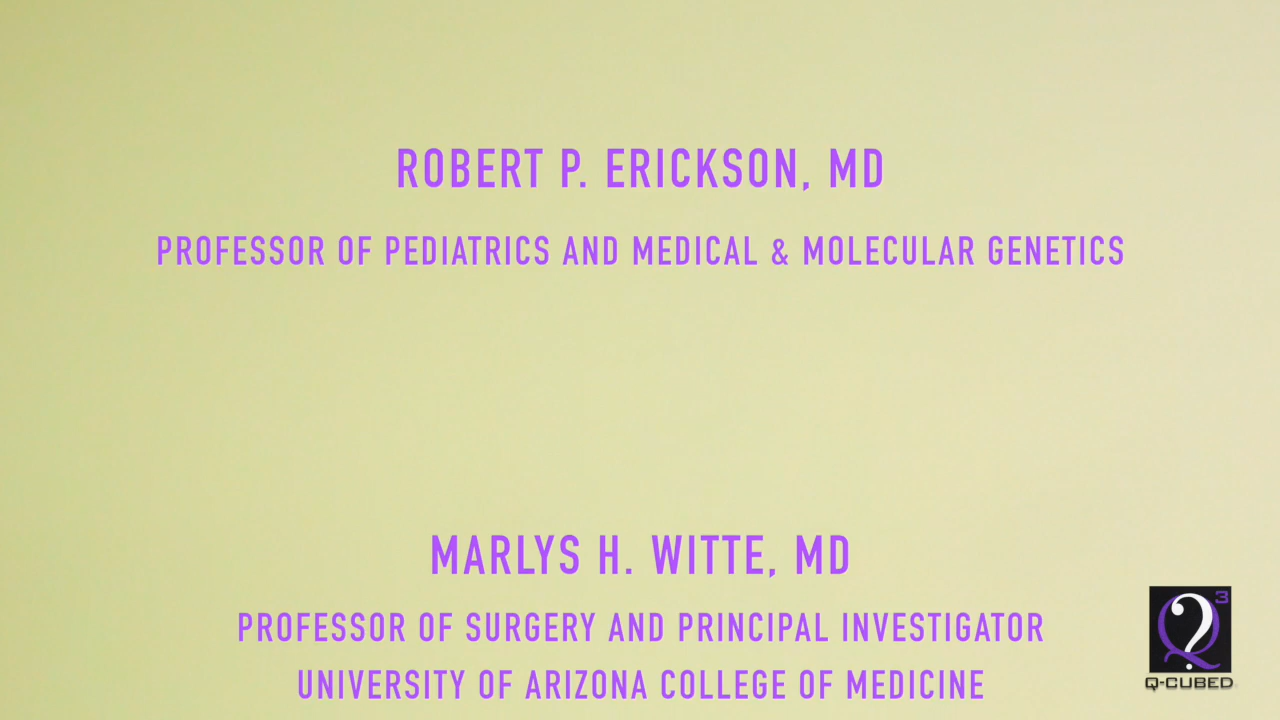 ROBERT P. ERICKSON, MD
PROFESSOR OF PEDIATRICS AND MEDICAL & MOLECULAR GENETICS
MARLYS H. WITTE, MD
PROFESSOR OF SURGERY AND PRINCIPAL INVESTIGATOR
UNIVERSITY OF ARIZONA COLLEGE OF MEDICINE
Q3
Q-CUBED